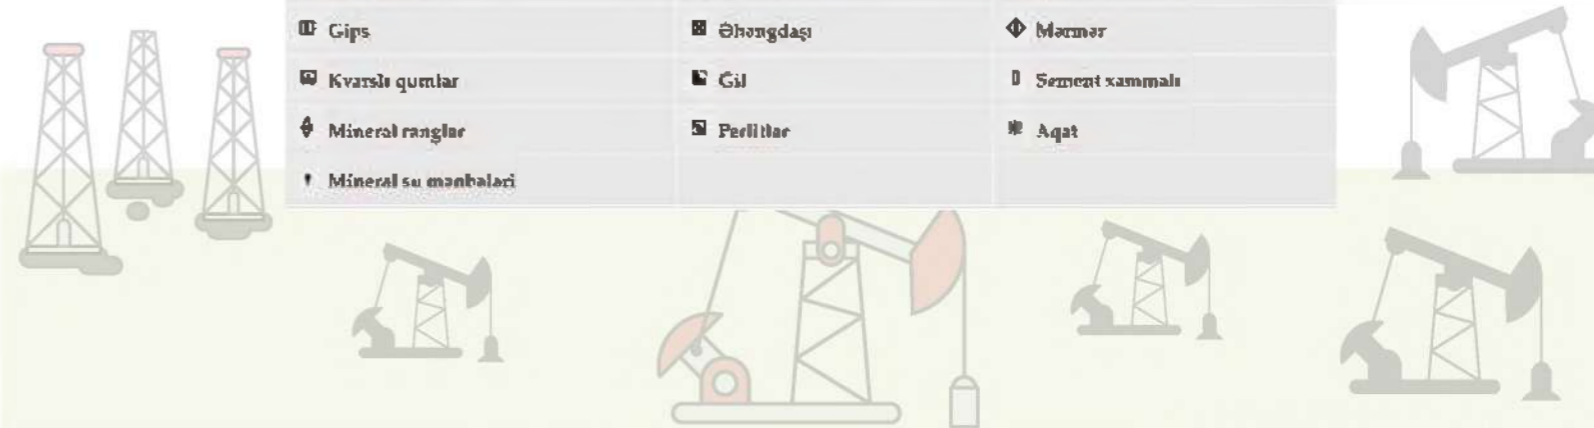 Gips Əhəngdaşı Mərmər
Kvarslı qumlar Gil Sement xammalı
Mineral rənglər Perlitlər Aqat
Mineral su mənbələri